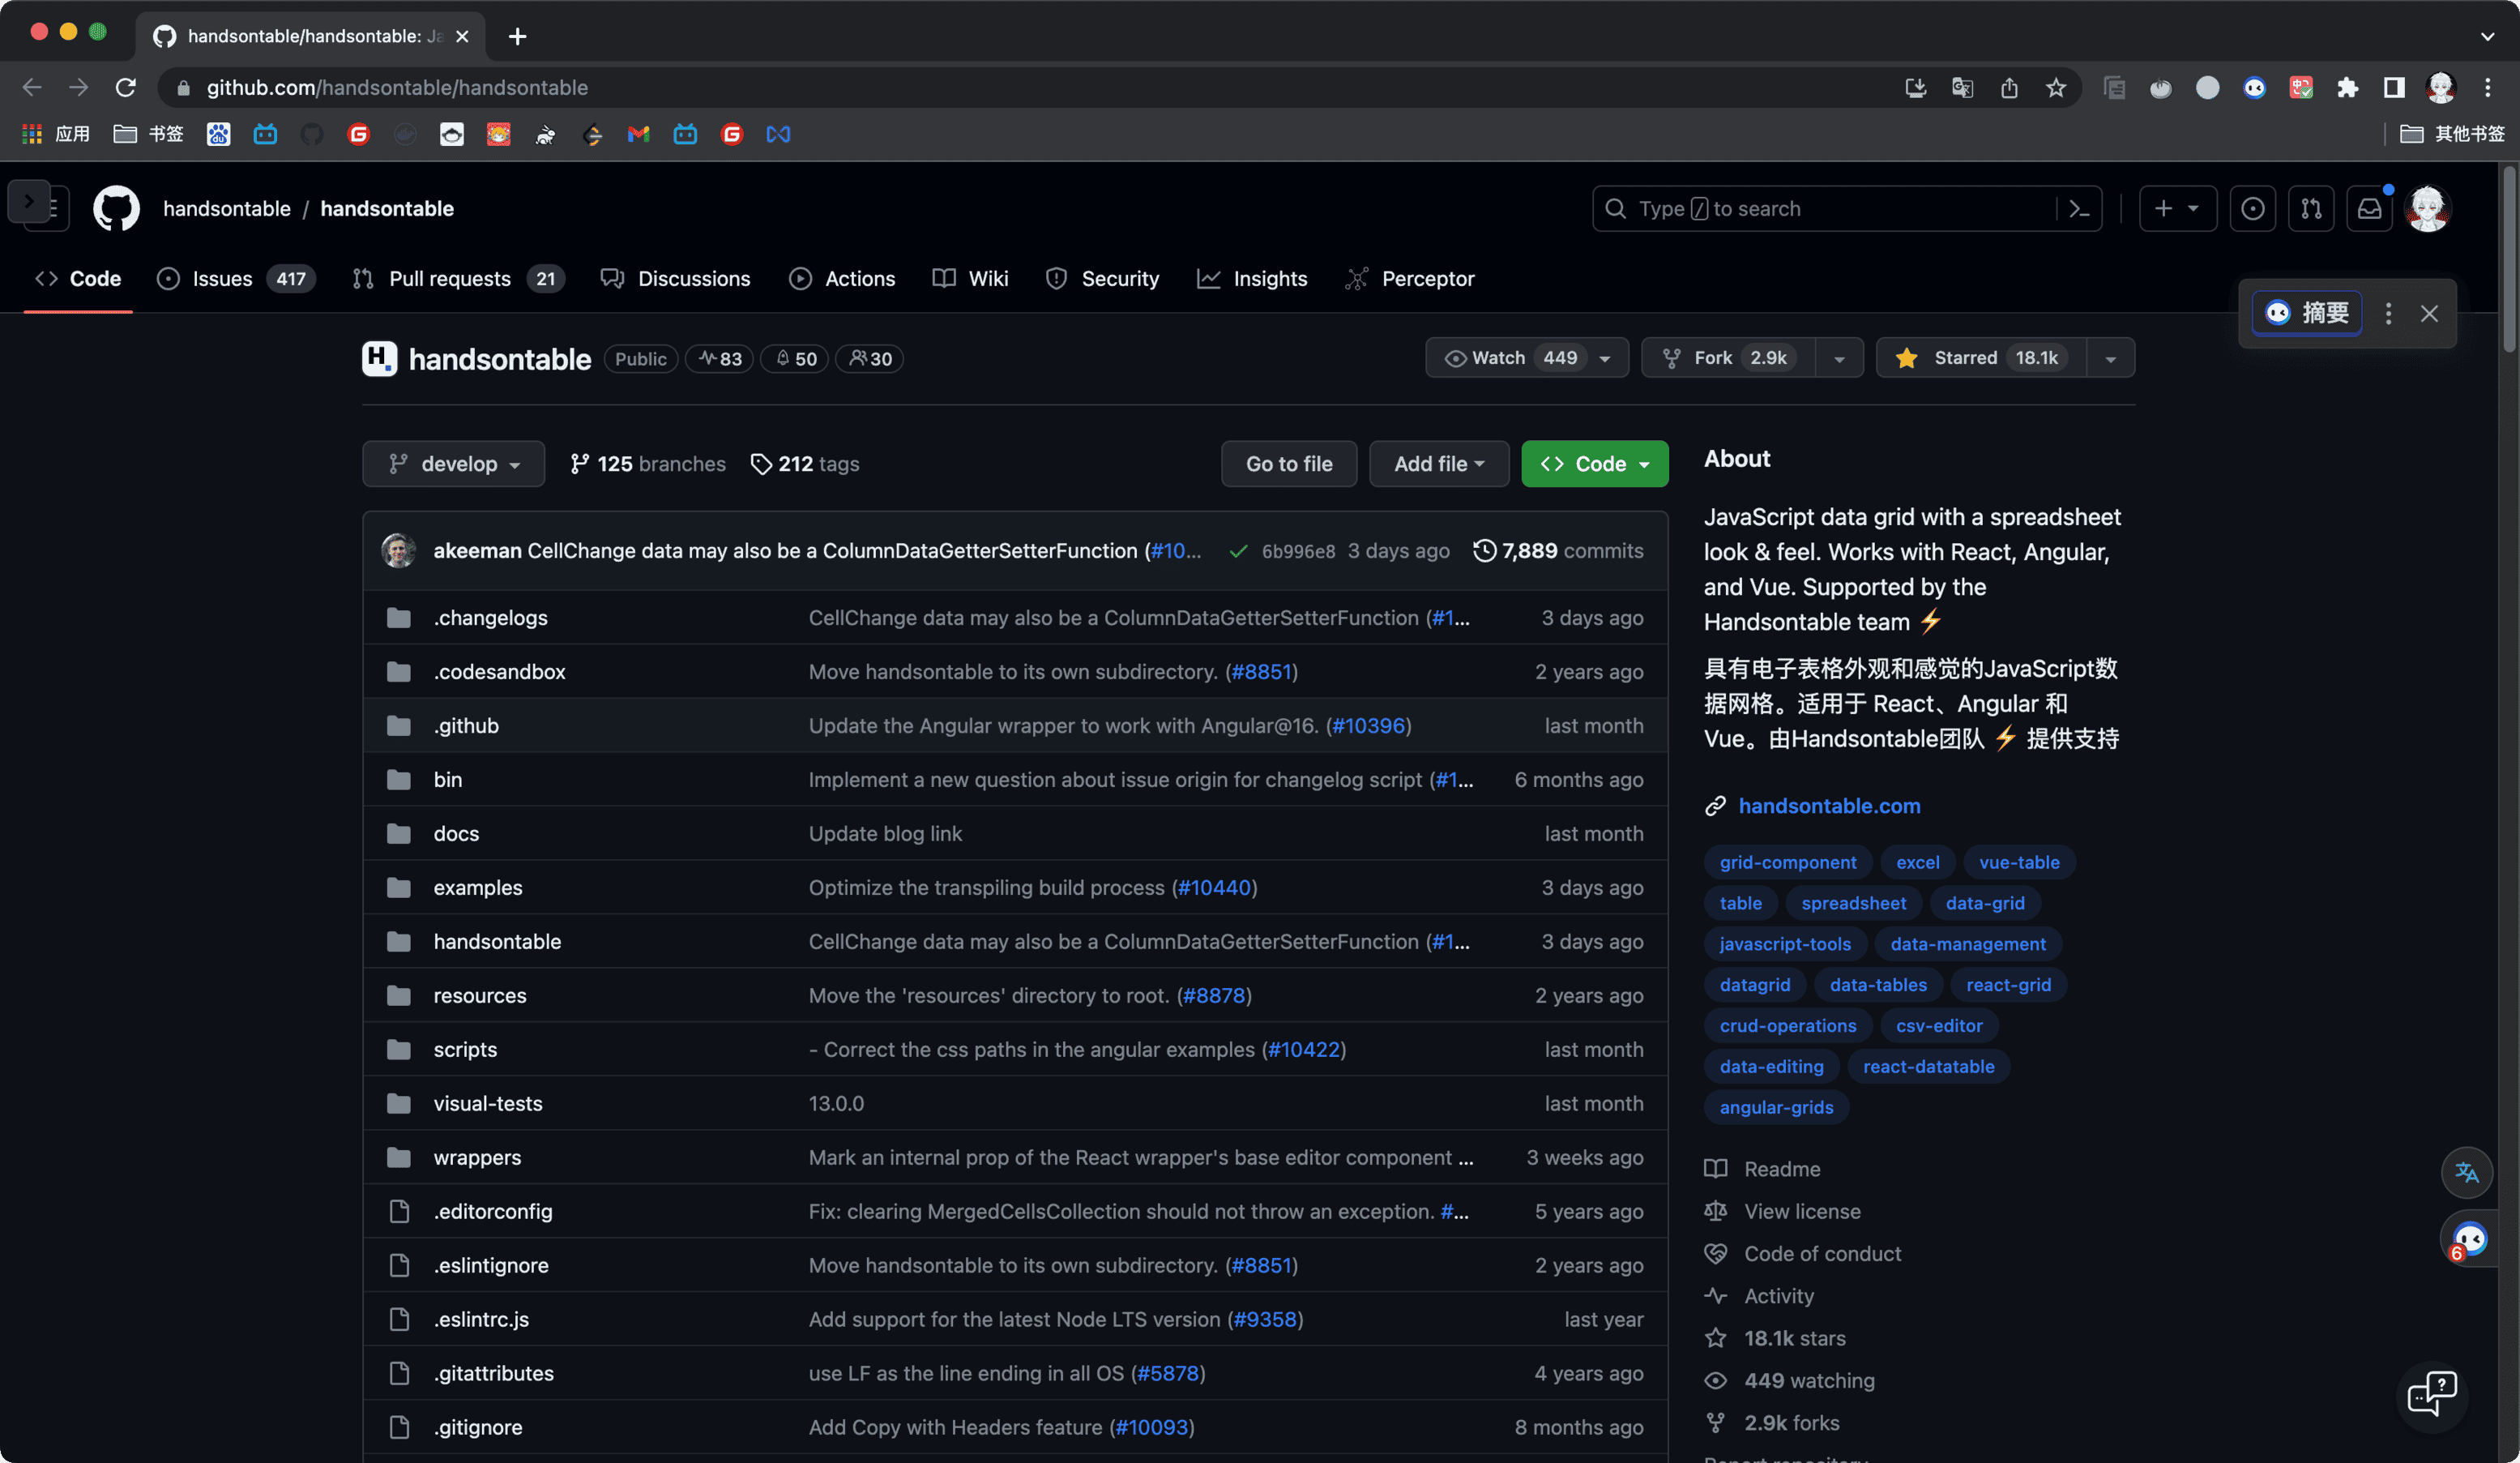 handsontable/handsontable: Ja
github.com/handsontable/handsontable
应用
书签
其他书签
handsontable / handsontable
Type / to search
Code
Issues 417
Pull requests 21
Discussions
Actions
Wiki
Security
Insights
Perceptor
摘要
handsontable Public 83 50 30
Watch 449
Fork 2.9k
Starred 18.1k
develop
125 branches
212 tags
Go to file
Add file
Code
akeeman CellChange data may also be a ColumnDataGetterSetterFunction (#10... 6b996e8 3 days ago 7,889 commits
.changelogs CellChange data may also be a ColumnDataGetterSetterFunction (#1... 3 days ago
.codesandbox Move handsontable to its own subdirectory. (#8851) 2 years ago
.github Update the Angular wrapper to work with Angular@16. (#10396) last month
bin Implement a new question about issue origin for changelog script (#1... 6 months ago
docs Update blog link last month
examples Optimize the transpiling build process (#10440) 3 days ago
handsontable CellChange data may also be a ColumnDataGetterSetterFunction (#1... 3 days ago
resources Move the 'resources' directory to root. (#8878) 2 years ago
scripts - Correct the css paths in the angular examples (#10422) last month
visual-tests 13.0.0 last month
wrappers Mark an internal prop of the React wrapper's base editor component ... 3 weeks ago
.editorconfig Fix: clearing MergedCellsCollection should not throw an exception. #... 5 years ago
.eslintignore Move handsontable to its own subdirectory. (#8851) 2 years ago
.eslintrc.js Add support for the latest Node LTS version (#9358) last year
.gitattributes use LF as the line ending in all OS (#5878) 4 years ago
.gitignore Add Copy with Headers feature (#10093) 8 months ago
About
JavaScript data grid with a spreadsheet
look & feel. Works with React, Angular,
and Vue. Supported by the
Handsontable team ⚡
具有电子表格外观和感觉的JavaScript数
据网格。适用于 React、Angular 和
Vue。由Handsontable团队 ⚡ 提供支持
handsontable.com
grid-component excel vue-table
table spreadsheet data-grid
javascript-tools data-management
datagrid data-tables react-grid
crud-operations csv-editor
data-editing react-datatable
angular-grids
Readme
View license
Code of conduct
Activity
18.1k stars
449 watching
2.9k forks
Report repository
6